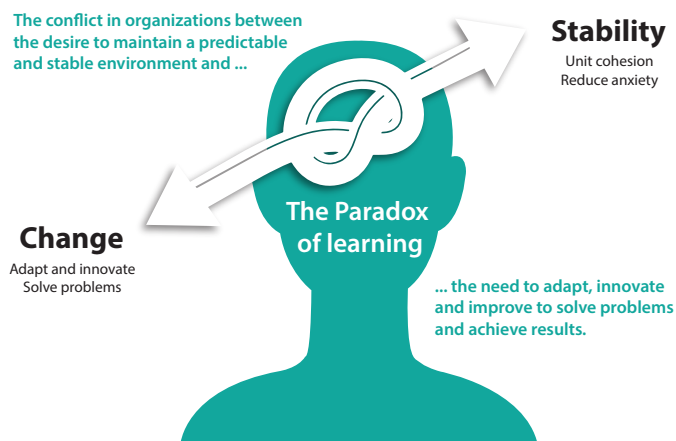 The conflict in organizations between
the desire to maintain a predictable
and stable environment and ...
Stability
Unit cohesion
Reduce anxiety
The Paradox
of learning
Change
Adapt and innovate
Solve problems
... the need to adapt, innovate
and improve to solve problems
and achieve results.